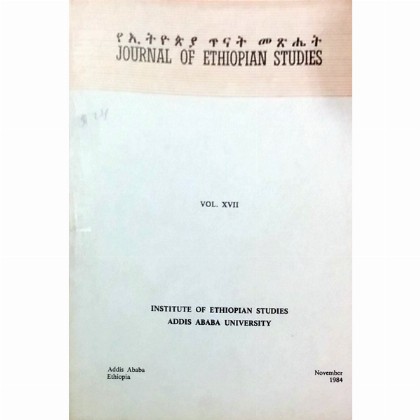 የኢትዮጵያ ጥናት መጽሔት
JOURNAL OF ETHIOPIAN STUDIES
VOL. XVII
INSTITUTE OF ETHIOPIAN STUDIES
ADDIS ABABA UNIVERSITY
Addis Ababa
Ethiopia
November
1984